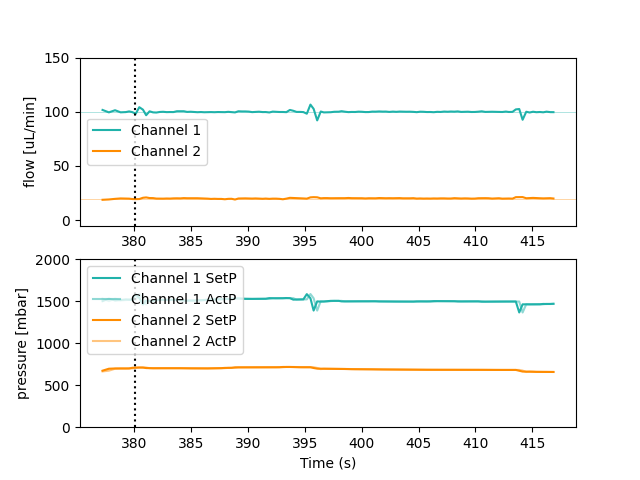 150
100
50
0
flow [uL/min]
Channel 1
Channel 2
380 385 390 395 400 405 410 415
2000
1500
1000
500
0
pressure [mbar]
Channel 1 SetP
Channel 1 ActP
Channel 2 SetP
Channel 2 ActP
380 385 390 395 400 405 410 415
Time (s)